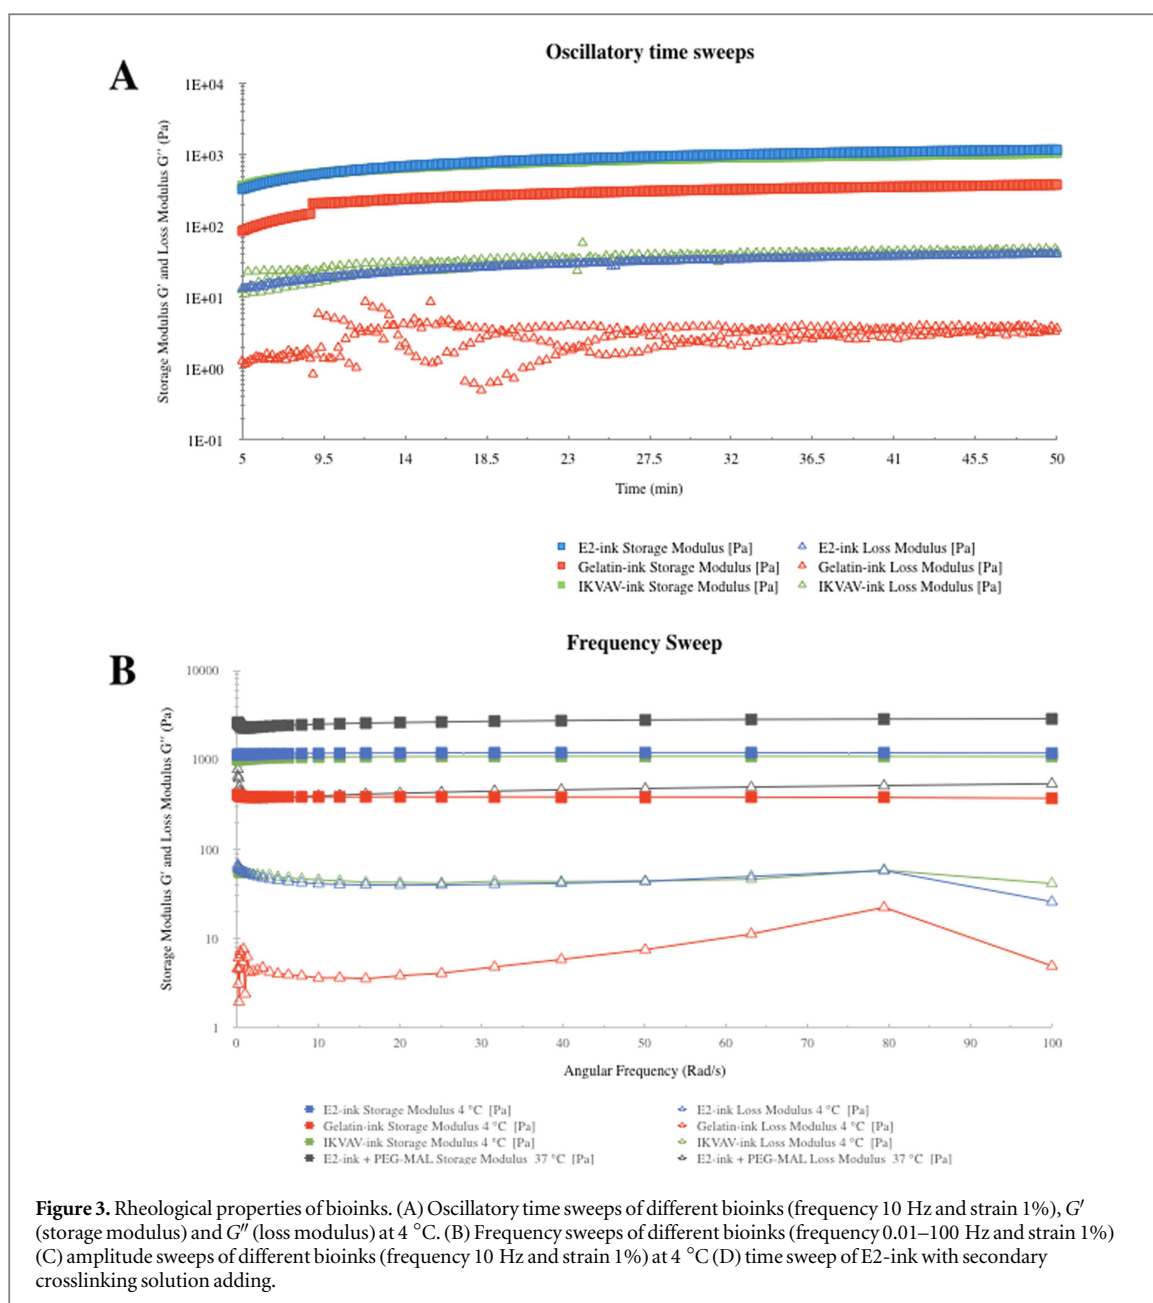 A
Oscillatory time sweeps
Storage Modulus G' and Loss Modulus G'' (Pa)
1E+04
1E+03
1E+02
1E+01
1E+00
1E-01
5 9.5 14 18.5 23 27.5 32 36.5 41 45.5 50
Time (min)
E2-ink Storage Modulus [Pa] E2-ink Loss Modulus [Pa]
Gelatin-ink Storage Modulus [Pa] Gelatin-ink Loss Modulus [Pa]
IKVAV-ink Storage Modulus [Pa] IKVAV-ink Loss Modulus [Pa]
B
Frequency Sweep
Storage Modulus G' and Loss Modulus G'' (Pa)
10000
1000
100
10
1
0 10 20 30 40 50 60 70 80 90 100
Angular Frequency (Rad/s)
E2-ink Storage Modulus 4 °C [Pa] E2-ink Loss Modulus 4 °C [Pa]
Gelatin-ink Storage Modulus 4 °C [Pa] Gelatin-ink Loss Modulus 4 °C [Pa]
IKVAV-ink Storage Modulus 4 °C [Pa] IKVAV-ink Loss Modulus 4 °C [Pa]
E2-ink + PEG-MAL Storage Modulus 37 °C [Pa] E2-ink + PEG-MAL Loss Modulus 37 °C [Pa]
Figure 3. Rheological properties of bioinks. (A) Oscillatory time sweeps of different bioinks (frequency 10 Hz and strain 1%), G′
(storage modulus) and G″ (loss modulus) at 4 °C. (B) Frequency sweeps of different bioinks (frequency 0.01–100 Hz and strain 1%)
(C) amplitude sweeps of different bioinks (frequency 10 Hz and strain 1%) at 4 °C (D) time sweep of E2-ink with secondary
crosslinking solution adding.